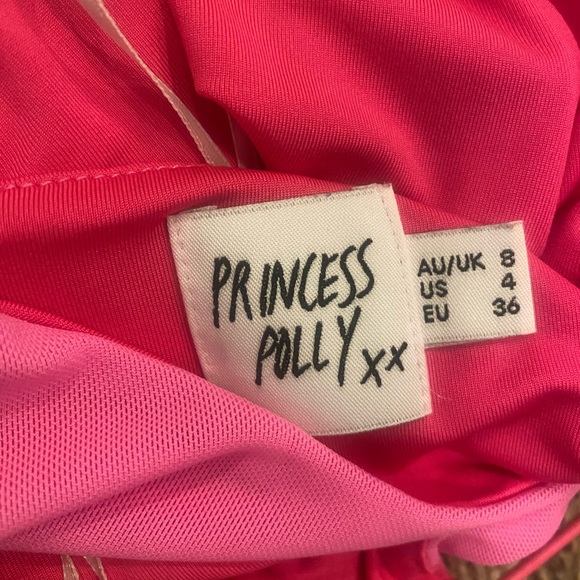 PRINCESS
POLLY xx
AU/UK 8
US 4
EU 36